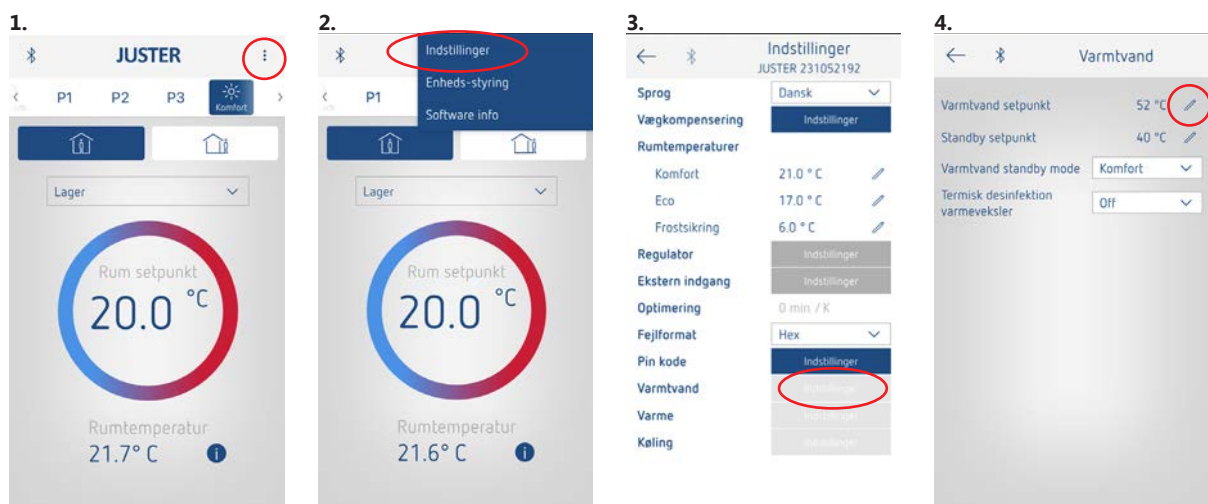 1.
JUSTER
P1 P2 P3 Komfort
Lager
Rum setpunkt
20.0 °C
Rumtemperatur
21.7° C
2.
Indstillinger
Enheds-styring
Software info
P1
Lager
Rum setpunkt
20.0 °C
Rumtemperatur
21.6° C
3.
Indstillinger
JUSTER 231052192
Sprog Dansk
Vægkompensering Indstillinger
Rumtemperaturer
Komfort 21.0 ° C
Eco 17.0 ° C
Frostsikring 6.0 ° C
Regulator Indstillinger
Ekstern indgang Indstillinger
Optimering 0 min / K
Fejlformat Hex
Pin kode Indstillinger
Varmtvand Indstillinger
Varme Indstillinger
Køling Indstillinger
4.
Varmtvand
Varmtvand setpunkt 52 °C
Standby setpunkt 40 °C
Varmtvand standby mode Komfort
Termisk desinfektion
varmeveksler Off